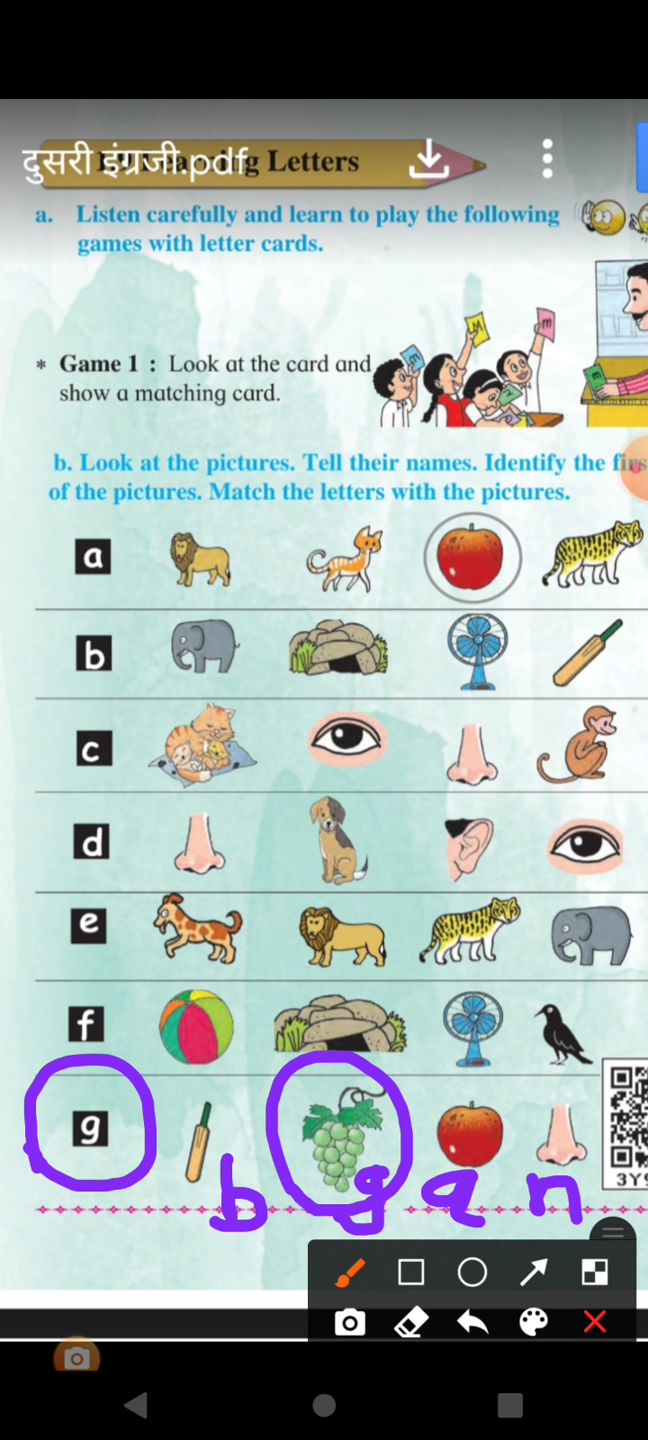 दुसरी इंग्रजी.pdf
Learning Letters
a. Listen carefully and learn to play the following
games with letter cards.
* Game 1 : Look at the card and
show a matching card.
b. Look at the pictures. Tell their names. Identify the firs
of the pictures. Match the letters with the pictures.
a
b
c
d
e
f
g
b g a n